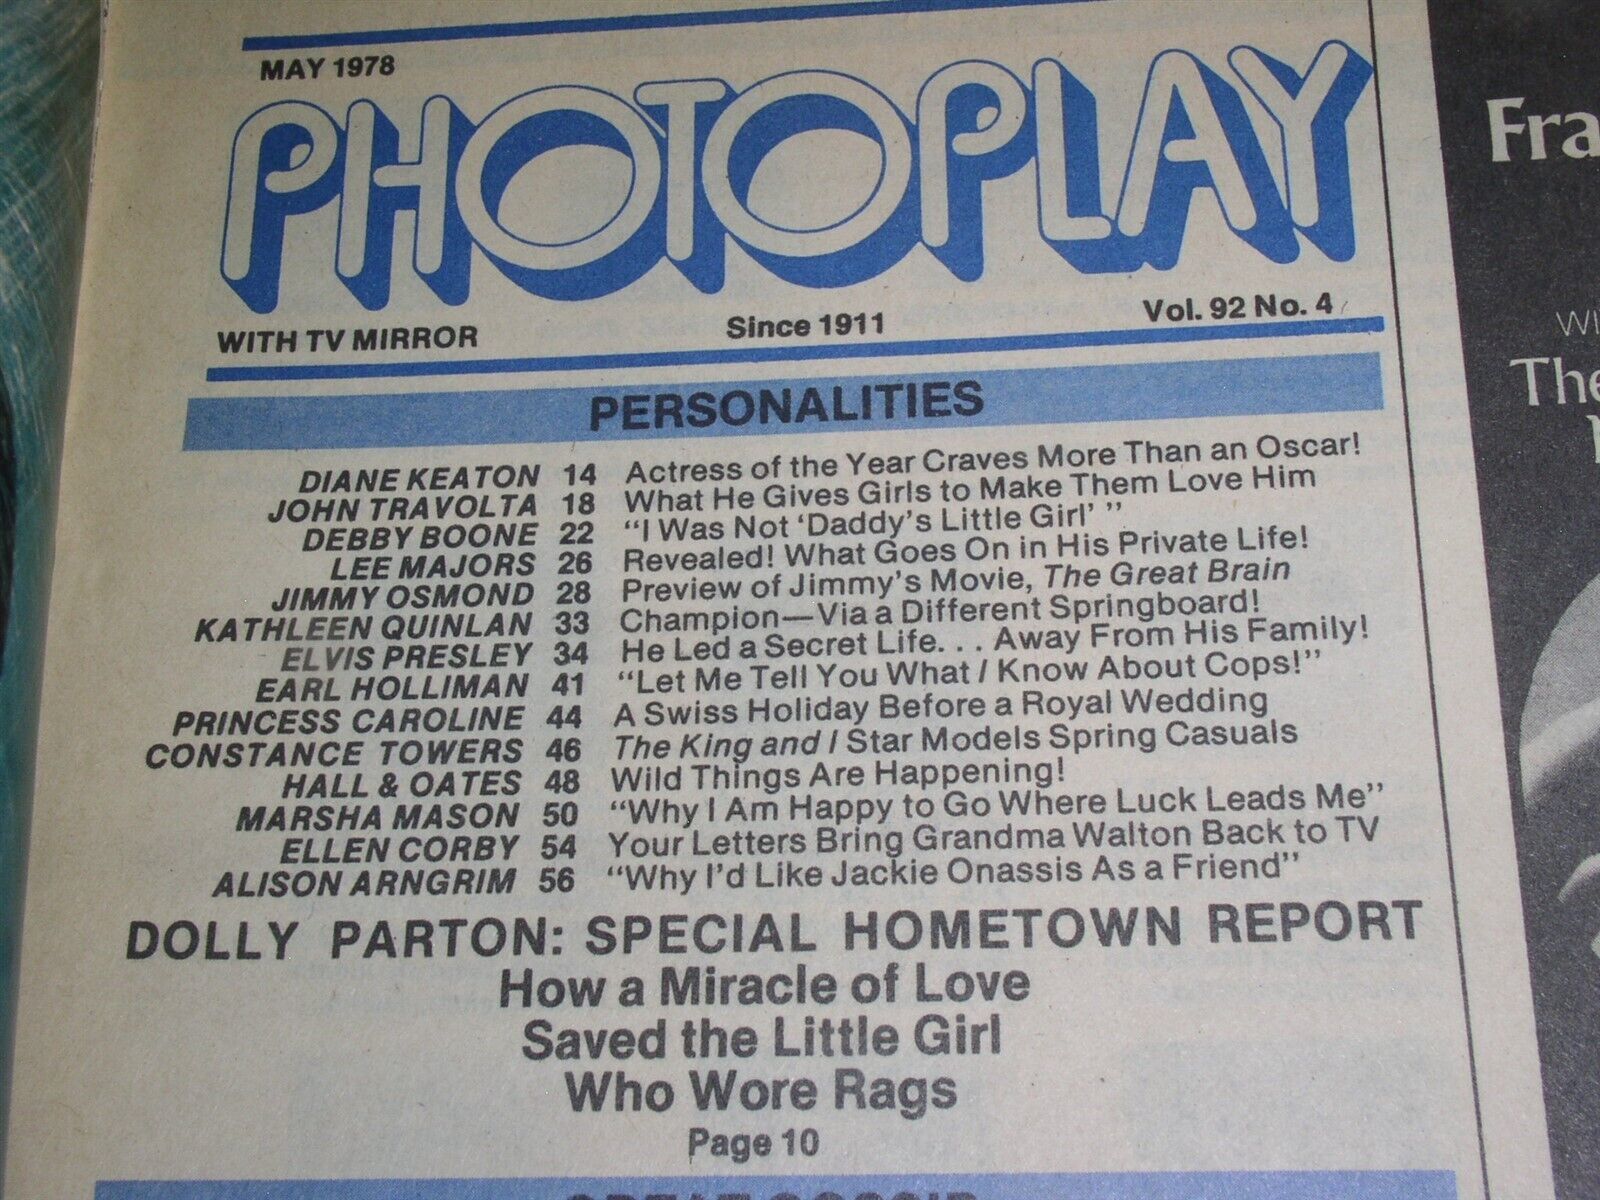 MAY 1978
PHOTOPLAY
WITH TV MIRROR Since 1911 Vol. 92 No. 4
PERSONALITIES
DIANE KEATON 14 Actress of the Year Craves More Than an Oscar!
JOHN TRAVOLTA 18 What He Gives Girls to Make Them Love Him
DEBBY BOONE 22 "I Was Not 'Daddy's Little Girl' "
LEE MAJORS 26 Revealed! What Goes On in His Private Life!
JIMMY OSMOND 28 Preview of Jimmy's Movie, The Great Brain
KATHLEEN QUINLAN 33 Champion—Via a Different Springboard!
ELVIS PRESLEY 34 He Led a Secret Life. . . Away From His Family!
EARL HOLLIMAN 41 "Let Me Tell You What I Know About Cops!"
PRINCESS CAROLINE 44 A Swiss Holiday Before a Royal Wedding
CONSTANCE TOWERS 46 The King and I Star Models Spring Casuals
HALL & OATES 48 Wild Things Are Happening!
MARSHA MASON 50 "Why I Am Happy to Go Where Luck Leads Me"
ELLEN CORBY 54 Your Letters Bring Grandma Walton Back to TV
ALISON ARNGRIM 56 "Why I'd Like Jackie Onassis As a Friend"
DOLLY PARTON: SPECIAL HOMETOWN REPORT
How a Miracle of Love
Saved the Little Girl
Who Wore Rags
Page 10
Fra
WI
The